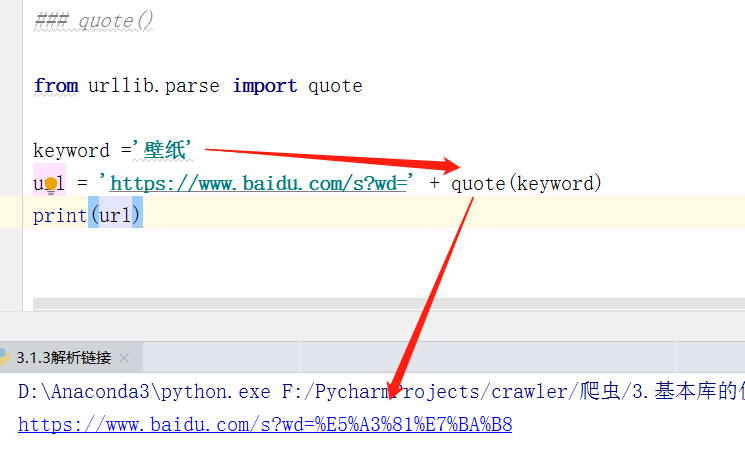 ### quote()
from urllib.parse import quote
keyword ='壁纸'
url = 'https://www.baidu.com/s?wd=' + quote(keyword)
print(url)
3.1.3解析链接
D:\Anaconda3\python.exe F:/PycharmProjects/crawler/爬虫/3.基本库的
https://www.baidu.com/s?wd=%E5%A3%81%E7%BA%B8